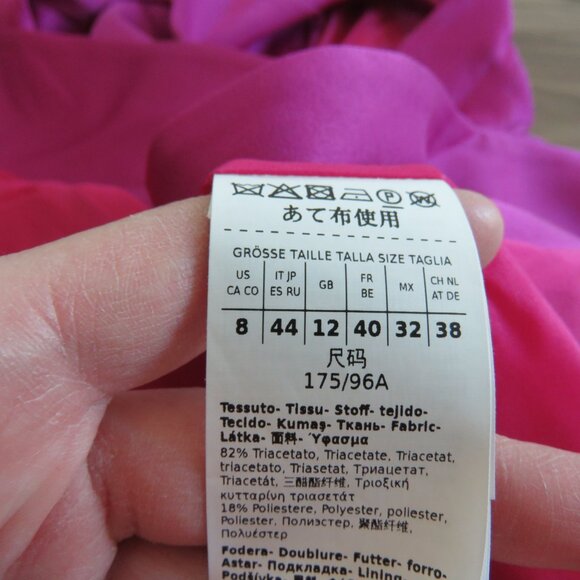 P W
あて布使用
GRÖSSE TAILLE TALLA SIZE TAGLIA
US IT JP GB FR MX CH NL
CA CO ES RU BE AT DE
8 44 12 40 32 38
尺码
175/96A
Tessuto- Tissu- Stoff- tejido-
Tecido- Kumaş- Ткань- Fabric-
Látka- 面料- Ύφασμα
82% Triacetato, Triacetate, Triacetat,
triacetato, Triasetat, Триацетат,
Triacetát, 三醋酯纤维, Τριοξική
κυτταρίνη τριασετάτ
18% Poliestere, Polyester, poliester,
Poliester, Полиэстер, 聚酯纤维,
Πολυέστερ
Fodera- Doublure- Futter- forro-
Astar- Подкладка- Lining-
Podšívka-